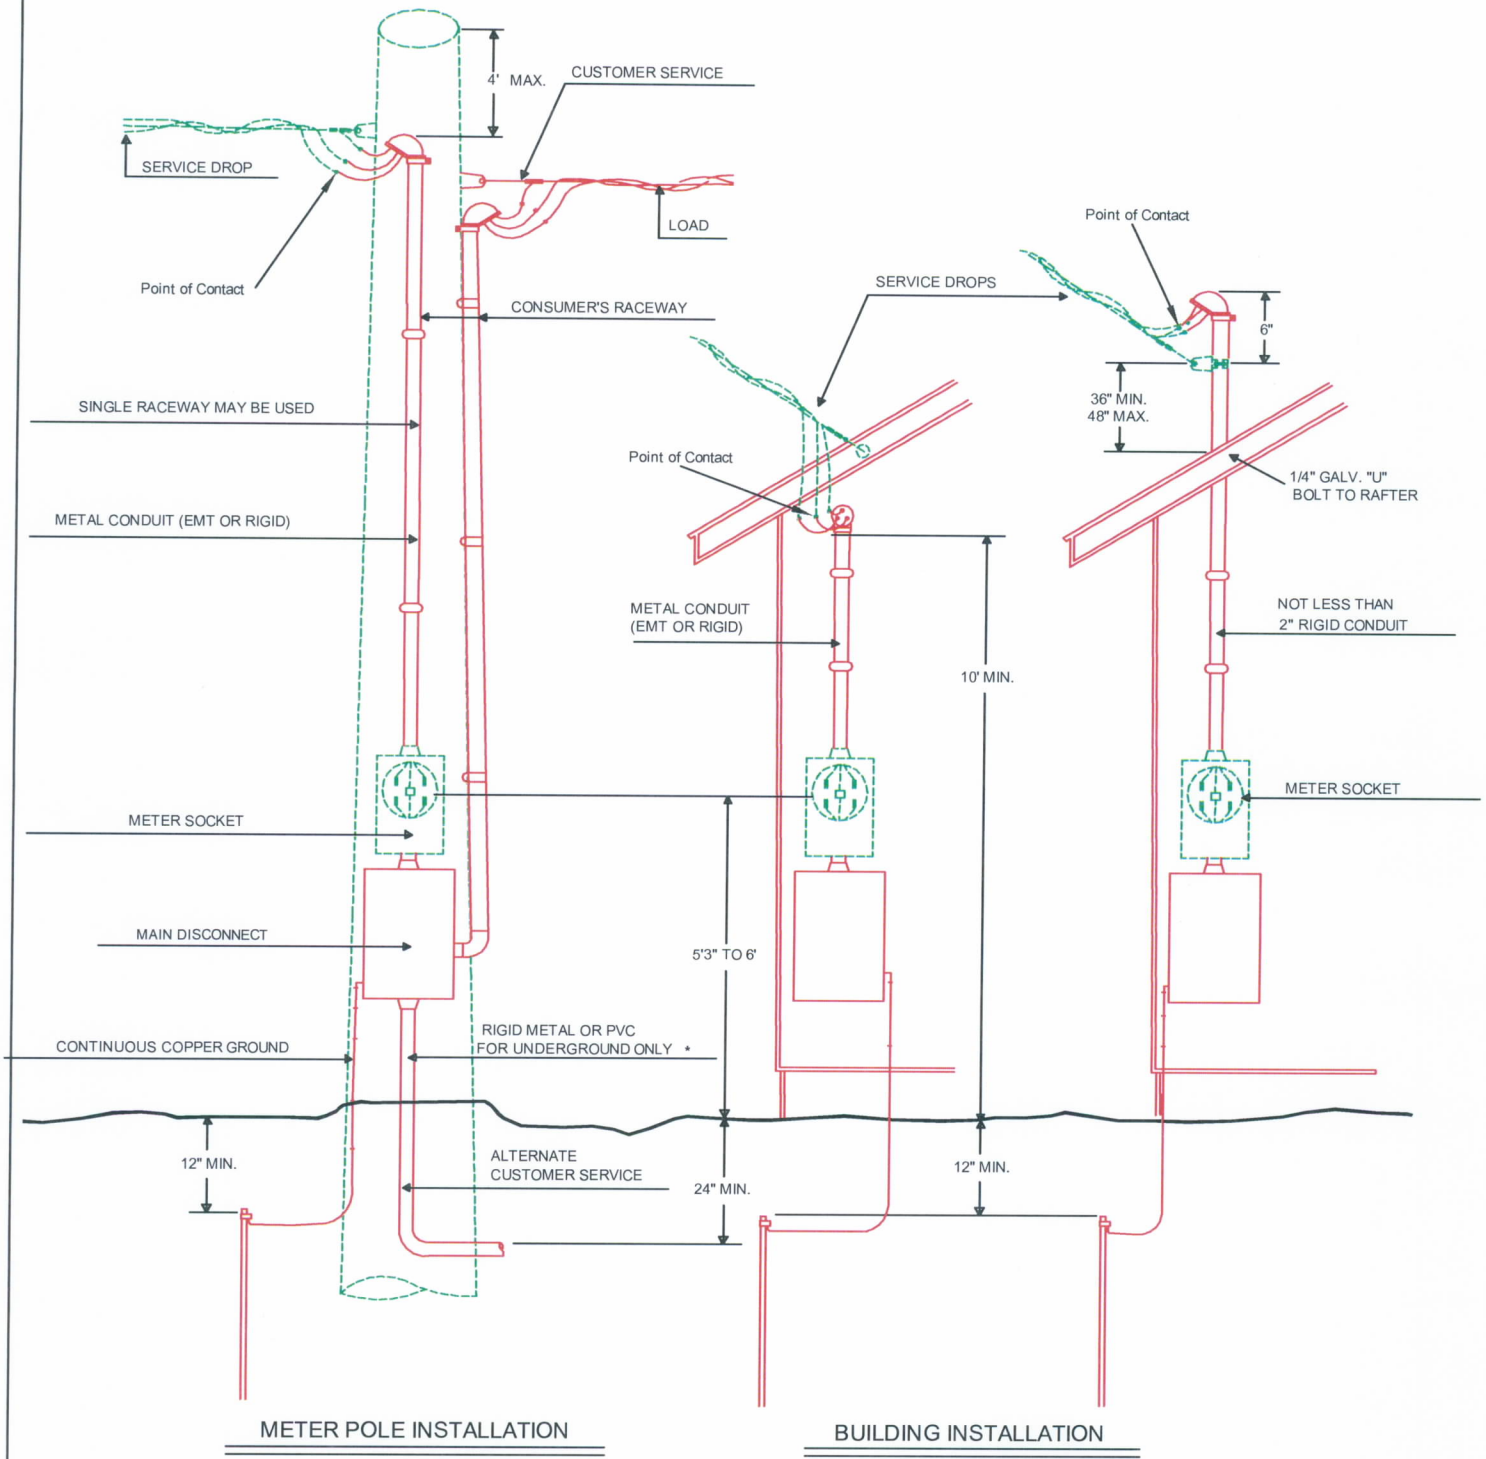 4' MAX.
CUSTOMER SERVICE
SERVICE DROP
LOAD
Point of Contact
CONSUMER'S RACEWAY
SINGLE RACEWAY MAY BE USED
METAL CONDUIT (EMT OR RIGID)
METER SOCKET
MAIN DISCONNECT
CONTINUOUS COPPER GROUND
RIGID METAL OR PVC
FOR UNDERGROUND ONLY *
12" MIN.
ALTERNATE
CUSTOMER SERVICE
24" MIN.
5'3" TO 6'
METER POLE INSTALLATION
SERVICE DROPS
Point of Contact
METAL CONDUIT
(EMT OR RIGID)
10' MIN.
12" MIN.
Point of Contact
6"
36" MIN.
48" MAX.
1/4" GALV. "U"
BOLT TO RAFTER
NOT LESS THAN
2" RIGID CONDUIT
METER SOCKET
BUILDING INSTALLATION